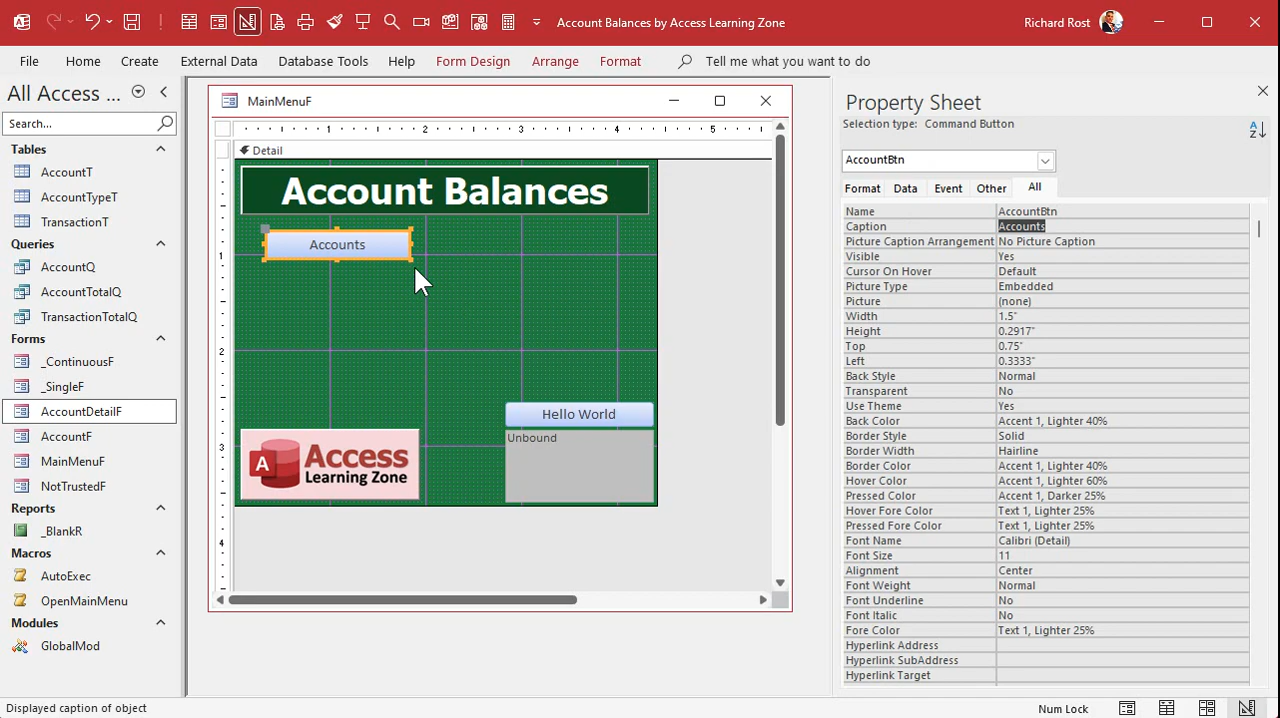 Account Balances by Access Learning Zone
Richard Rost
File Home Create External Data Database Tools Help Form Design Arrange Format Tell me what you want to do
All Access ...
Search...
Tables
AccountT
AccountTypeT
TransactionT
Queries
AccountQ
AccountTotalQ
TransactionTotalQ
Forms
_ContinuousF
_SingleF
AccountDetailF
AccountF
MainMenuF
NotTrustedF
Reports
_BlankR
Macros
AutoExec
OpenMainMenu
Modules
GlobalMod
MainMenuF
1 2 3 4 5
Detail
Account Balances
Accounts
1
2
3
4
Hello World
Unbound
A Access
Learning Zone
Property Sheet
Selection type: Command Button
A
Z
AccountBtn
Format Data Event Other All
Name AccountBtn
Caption Accounts
Picture Caption Arrangement No Picture Caption
Visible Yes
Cursor On Hover Default
Picture Type Embedded
Picture (none)
Width 1.5"
Height 0.2917"
Top 0.75"
Left 0.3333"
Back Style Normal
Transparent No
Use Theme Yes
Back Color Accent 1, Lighter 40%
Border Style Solid
Border Width Hairline
Border Color Accent 1, Lighter 40%
Hover Color Accent 1, Lighter 60%
Pressed Color Accent 1, Darker 25%
Hover Fore Color Text 1, Lighter 25%
Pressed Fore Color Text 1, Lighter 25%
Font Name Calibri (Detail)
Font Size 11
Alignment Center
Font Weight Normal
Font Underline No
Font Italic No
Fore Color Text 1, Lighter 25%
Hyperlink Address
Hyperlink SubAddress
Hyperlink Target
Displayed caption of object
Num Lock